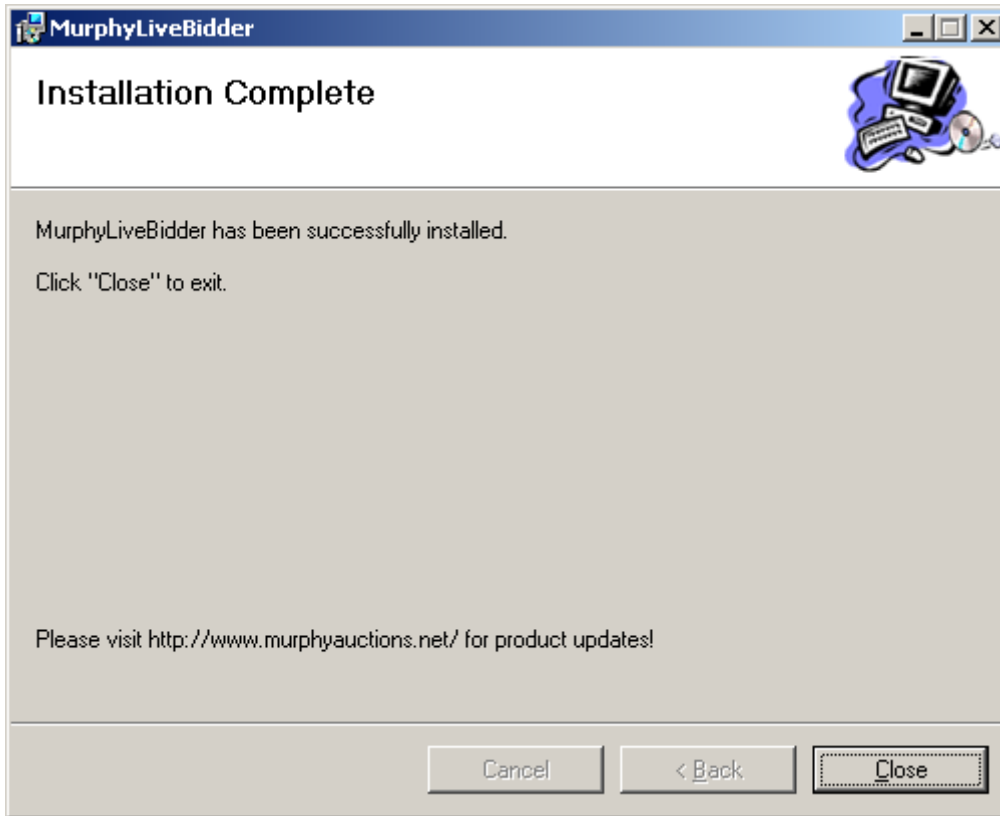 MurphyLiveBidder
Installation Complete
MurphyLiveBidder has been successfully installed.
Click "Close" to exit.
Please visit http://www.murphyauctions.net/ for product updates!
Cancel
< Back
Close